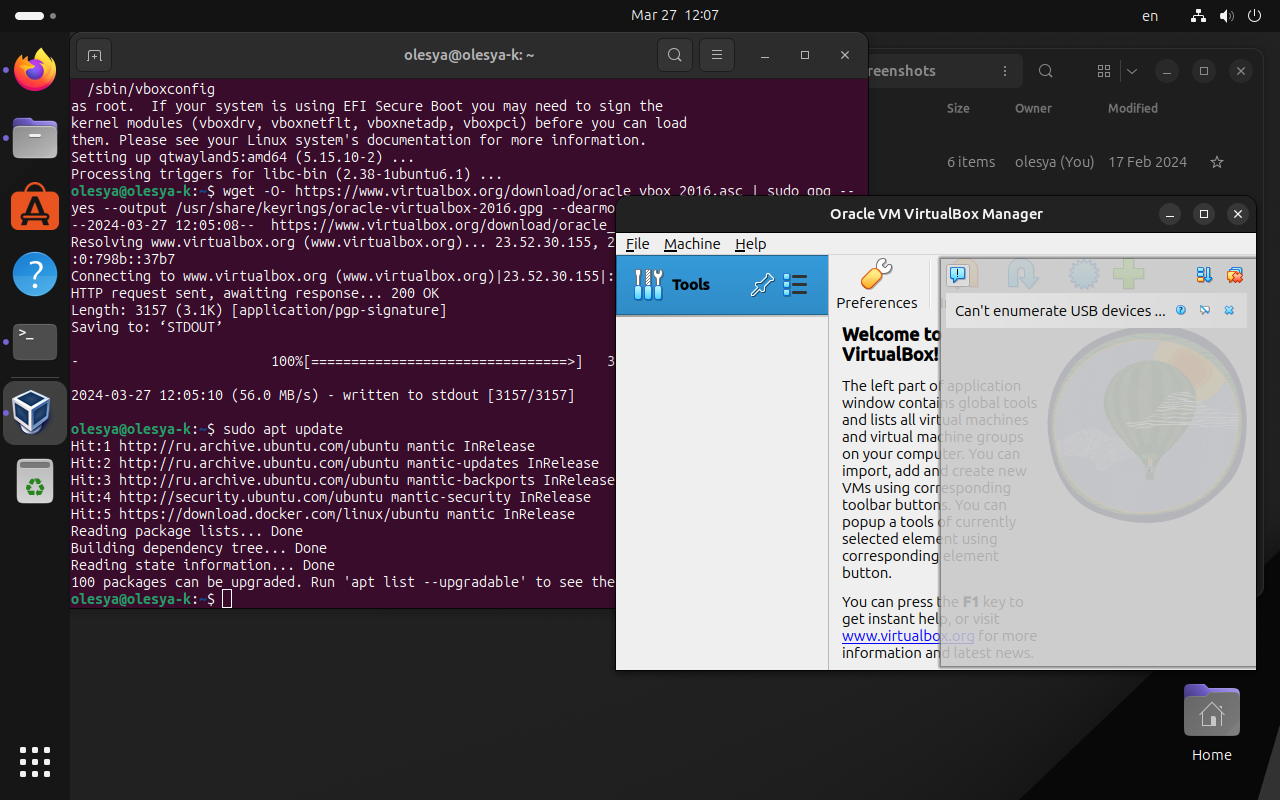 Mar 27 12:07
en
olesya@olesya-k: ~
/sbin/vboxconfig
as root.  If your system is using EFI Secure Boot you may need to sign the
kernel modules (vboxdrv, vboxnetflt, vboxnetadp, vboxpci) before you can load
them. Please see your Linux system's documentation for more information.
Setting up qtwayland5:amd64 (5.15.10-2) ...
Processing triggers for libc-bin (2.38-1ubuntu6.1) ...
olesya@olesya-k:~$ wget -O- https://www.virtualbox.org/download/oracle_vbox_2016.asc | sudo gpg --
yes --output /usr/share/keyrings/oracle-virtualbox-2016.gpg --dearmo
--2024-03-27 12:05:08--  https://www.virtualbox.org/download/oracle_
Resolving www.virtualbox.org (www.virtualbox.org)... 23.52.30.155, 2
:0:798b::37b7
Connecting to www.virtualbox.org (www.virtualbox.org)|23.52.30.155|:
HTTP request sent, awaiting response... 200 OK
Length: 3157 (3.1K) [application/pgp-signature]
Saving to: ‘STDOUT’
-                        100%[================================>]   3
2024-03-27 12:05:10 (56.0 MB/s) - written to stdout [3157/3157]
olesya@olesya-k:~$ sudo apt update
Hit:1 http://ru.archive.ubuntu.com/ubuntu mantic InRelease
Hit:2 http://ru.archive.ubuntu.com/ubuntu mantic-updates InRelease
Hit:3 http://ru.archive.ubuntu.com/ubuntu mantic-backports InRelease
Hit:4 http://security.ubuntu.com/ubuntu mantic-security InRelease
Hit:5 https://download.docker.com/linux/ubuntu mantic InRelease
Reading package lists... Done
Building dependency tree... Done
Reading state information... Done
100 packages can be upgraded. Run 'apt list --upgradable' to see the
olesya@olesya-k:~$
reenshots
Size Owner Modified
6 items olesya (You) 17 Feb 2024
Oracle VM VirtualBox Manager
File Machine Help
Tools
Preferences
Can't enumerate USB devices ...
Welcome to
VirtualBox!
The left part of application
window contains global tools
and lists all virtual machines
and virtual machine groups
on your computer. You can
import, add and create new
VMs using corresponding
toolbar buttons. You can
popup a tools of currently
selected element using
corresponding element
button.
You can press the F1 key to
get instant help, or visit
www.virtualbox.org for more
information and latest news.
Home